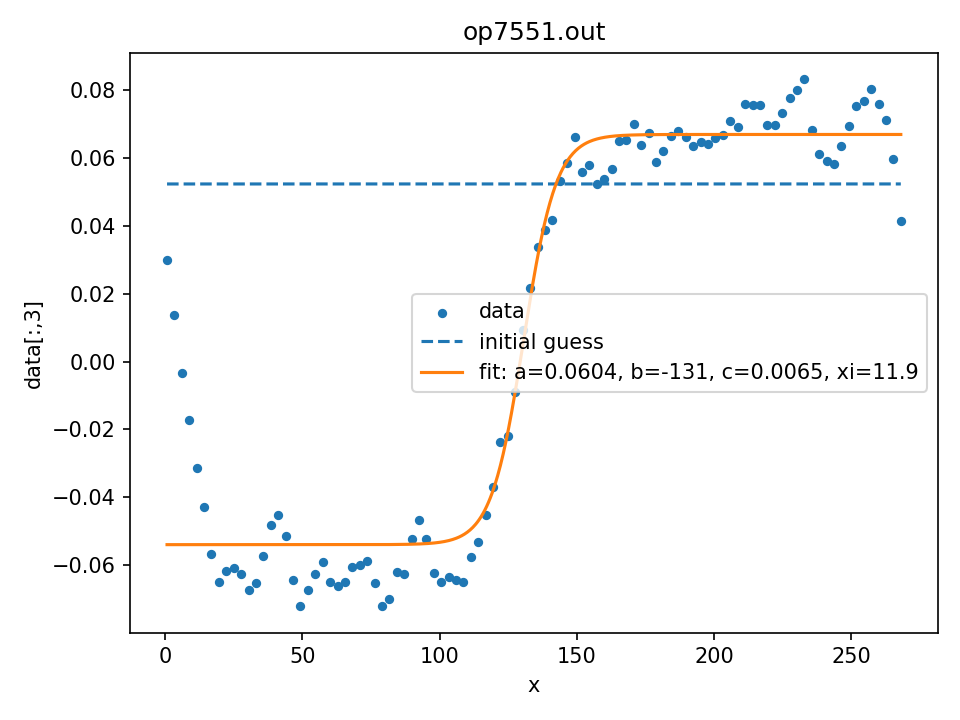 op7551.out
0.08
0.06
0.04
0.02
0.00
−0.02
−0.04
−0.06
data[:,3]
data
initial guess
fit: a=0.0604, b=-131, c=0.0065, xi=11.9
0 50 100 150 200 250
x